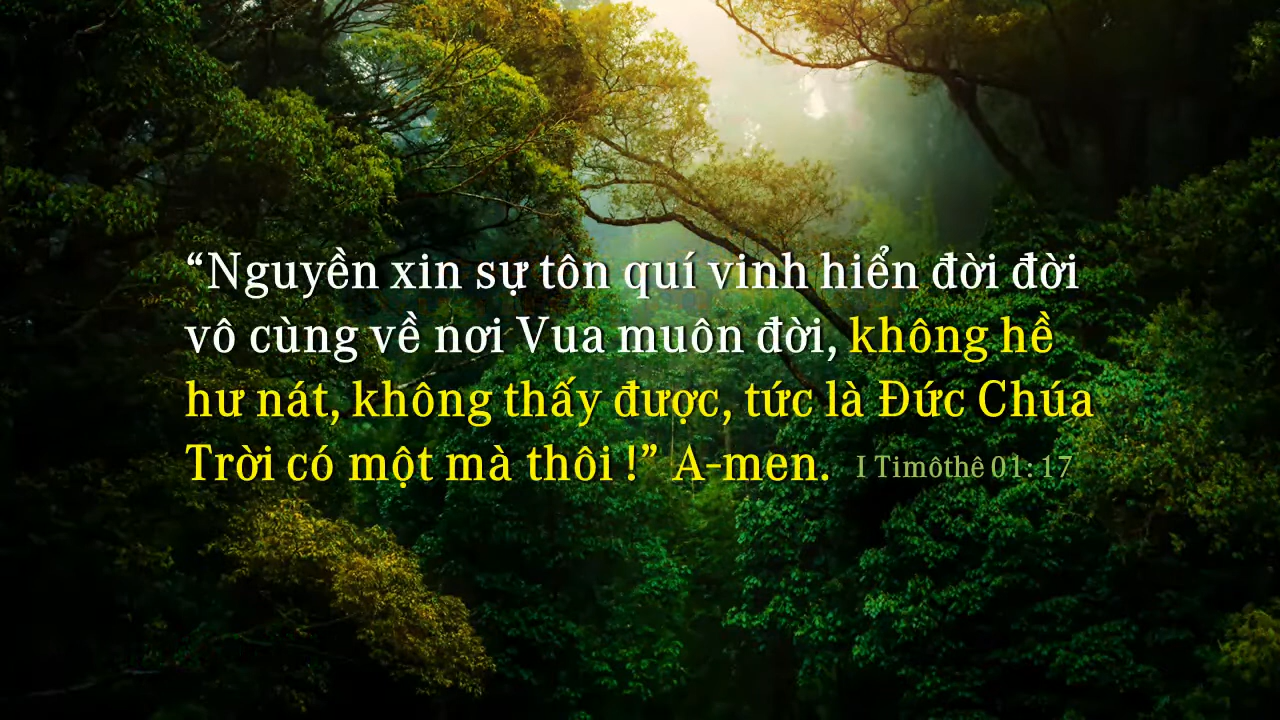 “Nguyền xin sự tôn quí vinh hiển đời đời
vô cùng về nơi Vua muôn đời, không hề
hư nát, không thấy được, tức là Đức Chúa
Trời có một mà thôi !” A-men. I Timôthê 01: 17